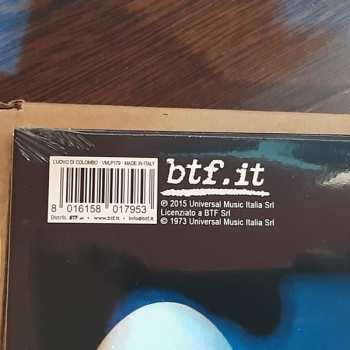 L'UOVO DI COLOMBO · VMLP179 · MADE IN ITALY
8 016158 017953
Distrib. BTF srl · www.btf.it · info@btf.it
btf.it
℗ 2015 Universal Music Italia Srl
Licenziato a BTF Srl
© 1973 Universal Music Italia Srl